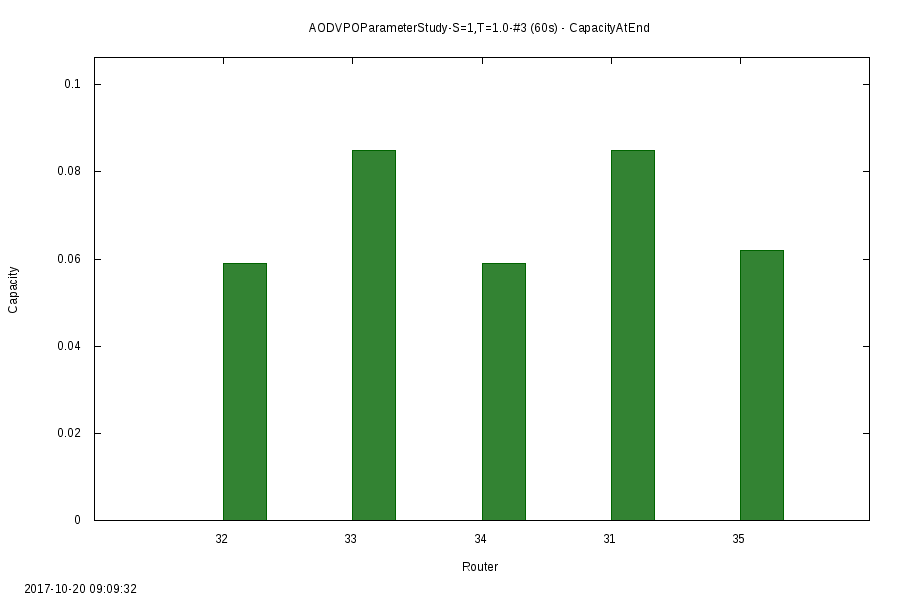 AODVPOParameterStudy-S=1,T=1.0-#3 (60s) - CapacityAtEnd
0.1
0.08
0.06
0.04
0.02
0
Capacity
32 33 34 31 35
Router
2017-10-20 09:09:32